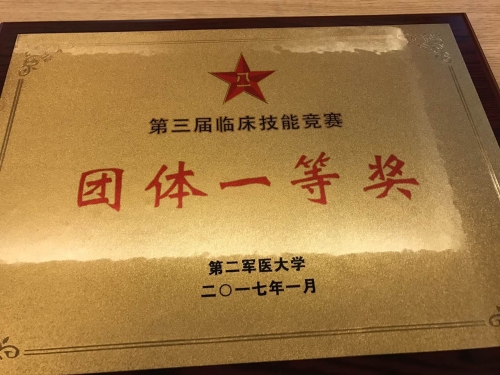 八一
第三届临床技能竞赛
团体一等奖
第二军医大学
二〇一七年一月